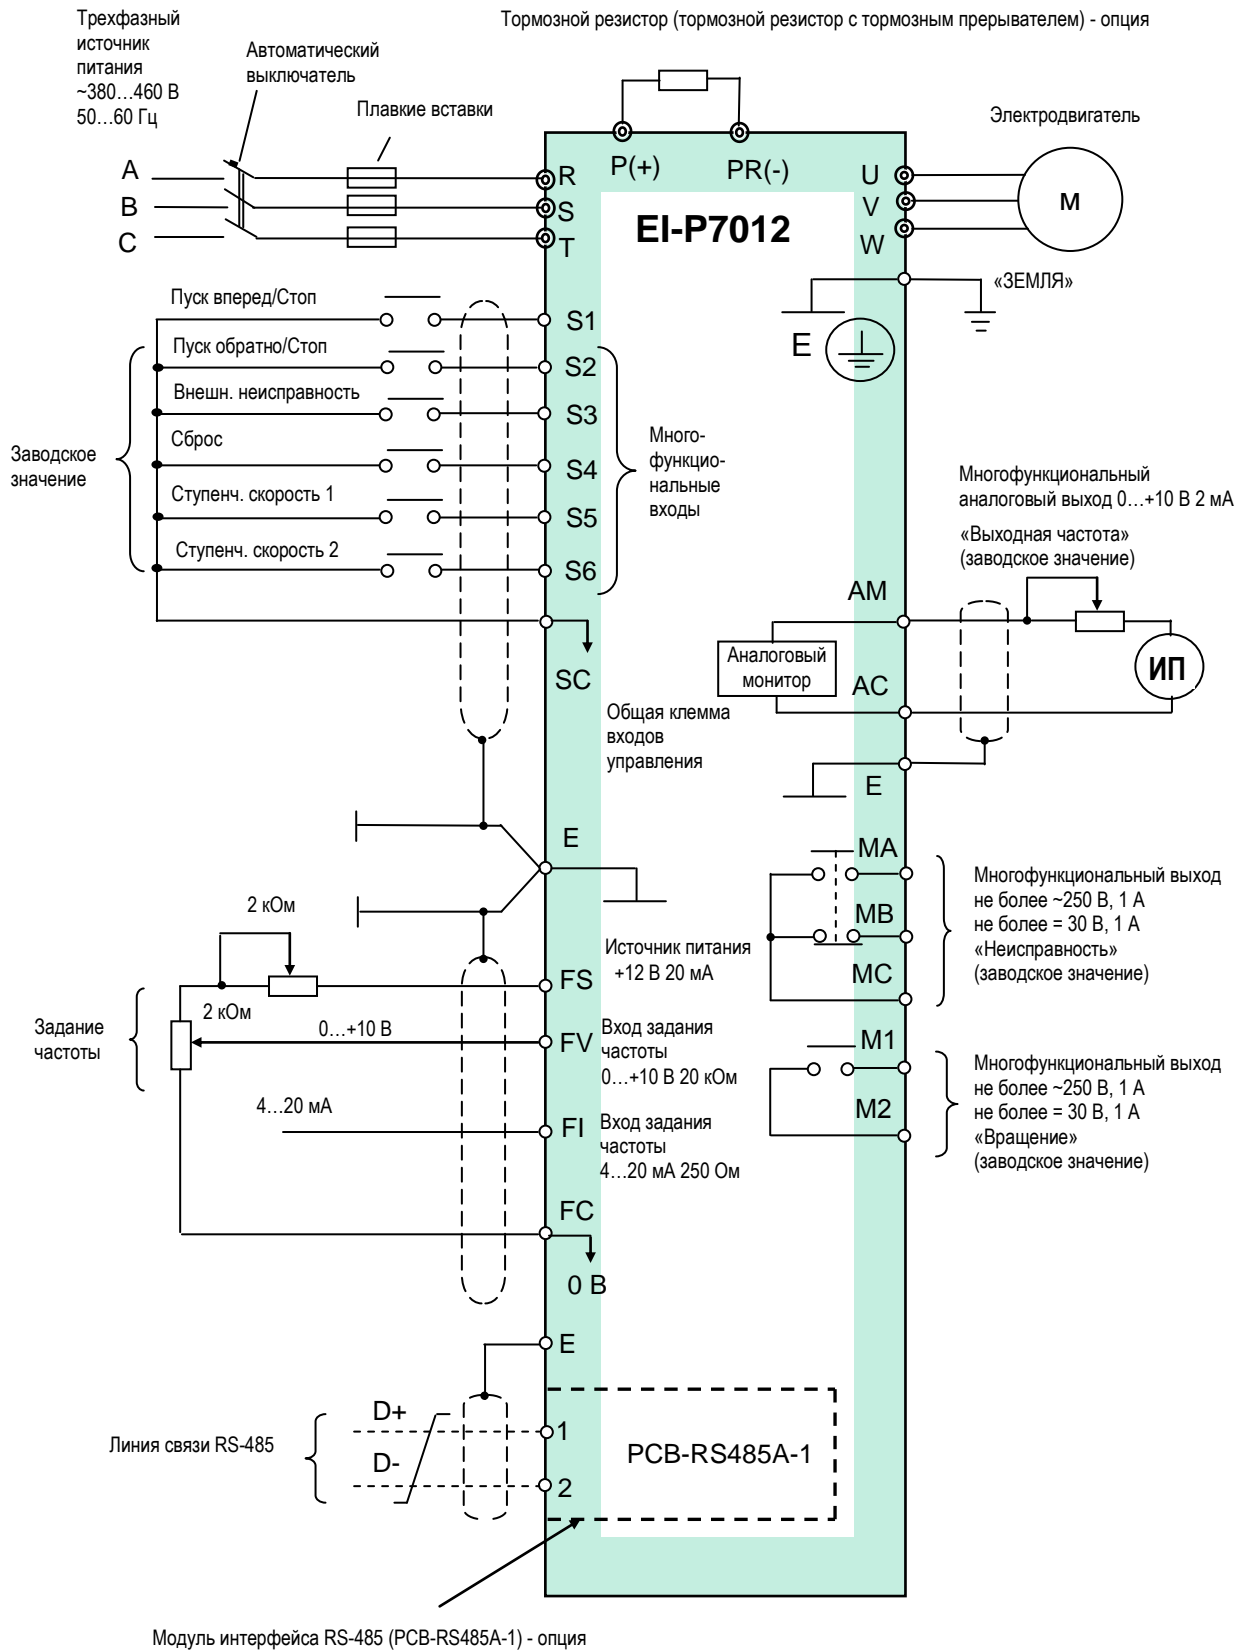 Трехфазный
источник
питания
~380…460 В
50…60 Гц
Автоматический
выключатель
Плавкие вставки
Тормозной резистор (тормозной резистор с тормозным прерывателем) - опция
Электродвигатель
P(+)
PR(-)
A
B
C
R
S
T
EI-P7012
U
V
W
М
«ЗЕМЛЯ»
E
Пуск вперед/Стоп
S1
Пуск обратно/Стоп
S2
Внешн. неисправность
S3
Сброс
S4
Ступенч. скорость 1
S5
Ступенч. скорость 2
S6
Заводское
значение
Много-
функцио-
нальные
входы
SC
Общая клемма
входов
управления
Многофункциональный
аналоговый выход 0…+10 В 2 мА
«Выходная частота»
(заводское значение)
AM
Аналоговый
монитор
AC
ИП
E
E
MA
MB
MC
Многофункциональный выход
не более ~250 В, 1 А
не более = 30 В, 1 А
«Неисправность»
(заводское значение)
M1
M2
Многофункциональный выход
не более ~250 В, 1 А
не более = 30 В, 1 А
«Вращение»
(заводское значение)
2 кОм
Источник питания
+12 В 20 мА
FS
2 кОм
Задание
частоты
0…+10 В
FV
Вход задания
частоты
0…+10 В 20 кОм
4…20 мА
FI
Вход задания
частоты
4…20 мА 250 Ом
FC
0 В
E
Линия связи RS-485
D+
D-
1
2
PCB-RS485A-1
Модуль интерфейса RS-485 (PCB-RS485A-1) - опция